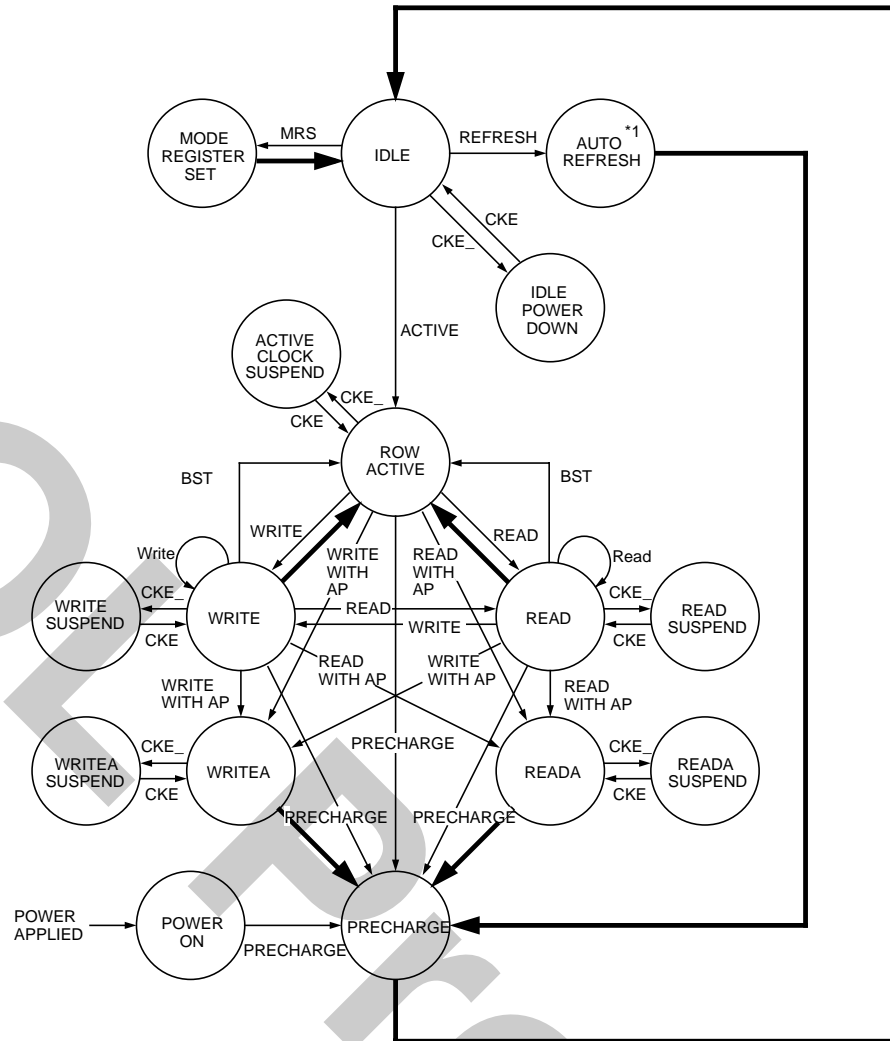 MODE
REGISTER
SET
MRS
IDLE
REFRESH
AUTO *1
REFRESH
CKE
CKE_
IDLE
POWER
DOWN
ACTIVE
ACTIVE
CLOCK
SUSPEND
CKE_
CKE
ROW
ACTIVE
BST
BST
WRITE
READ
WRITE
WITH
AP
READ
WITH
AP
Write
Read
WRITE
SUSPEND
CKE_
CKE
WRITE
READ
WRITE
READ
CKE_
CKE
READ
SUSPEND
WRITE
WITH AP
READ
WITH AP
WRITE
WITH AP
READ
WITH AP
WRITEA
SUSPEND
CKE_
CKE
WRITEA
PRECHARGE
READA
CKE_
CKE
READA
SUSPEND
PRECHARGE
PRECHARGE
POWER
APPLIED
POWER
ON
PRECHARGE
PRECHARGE